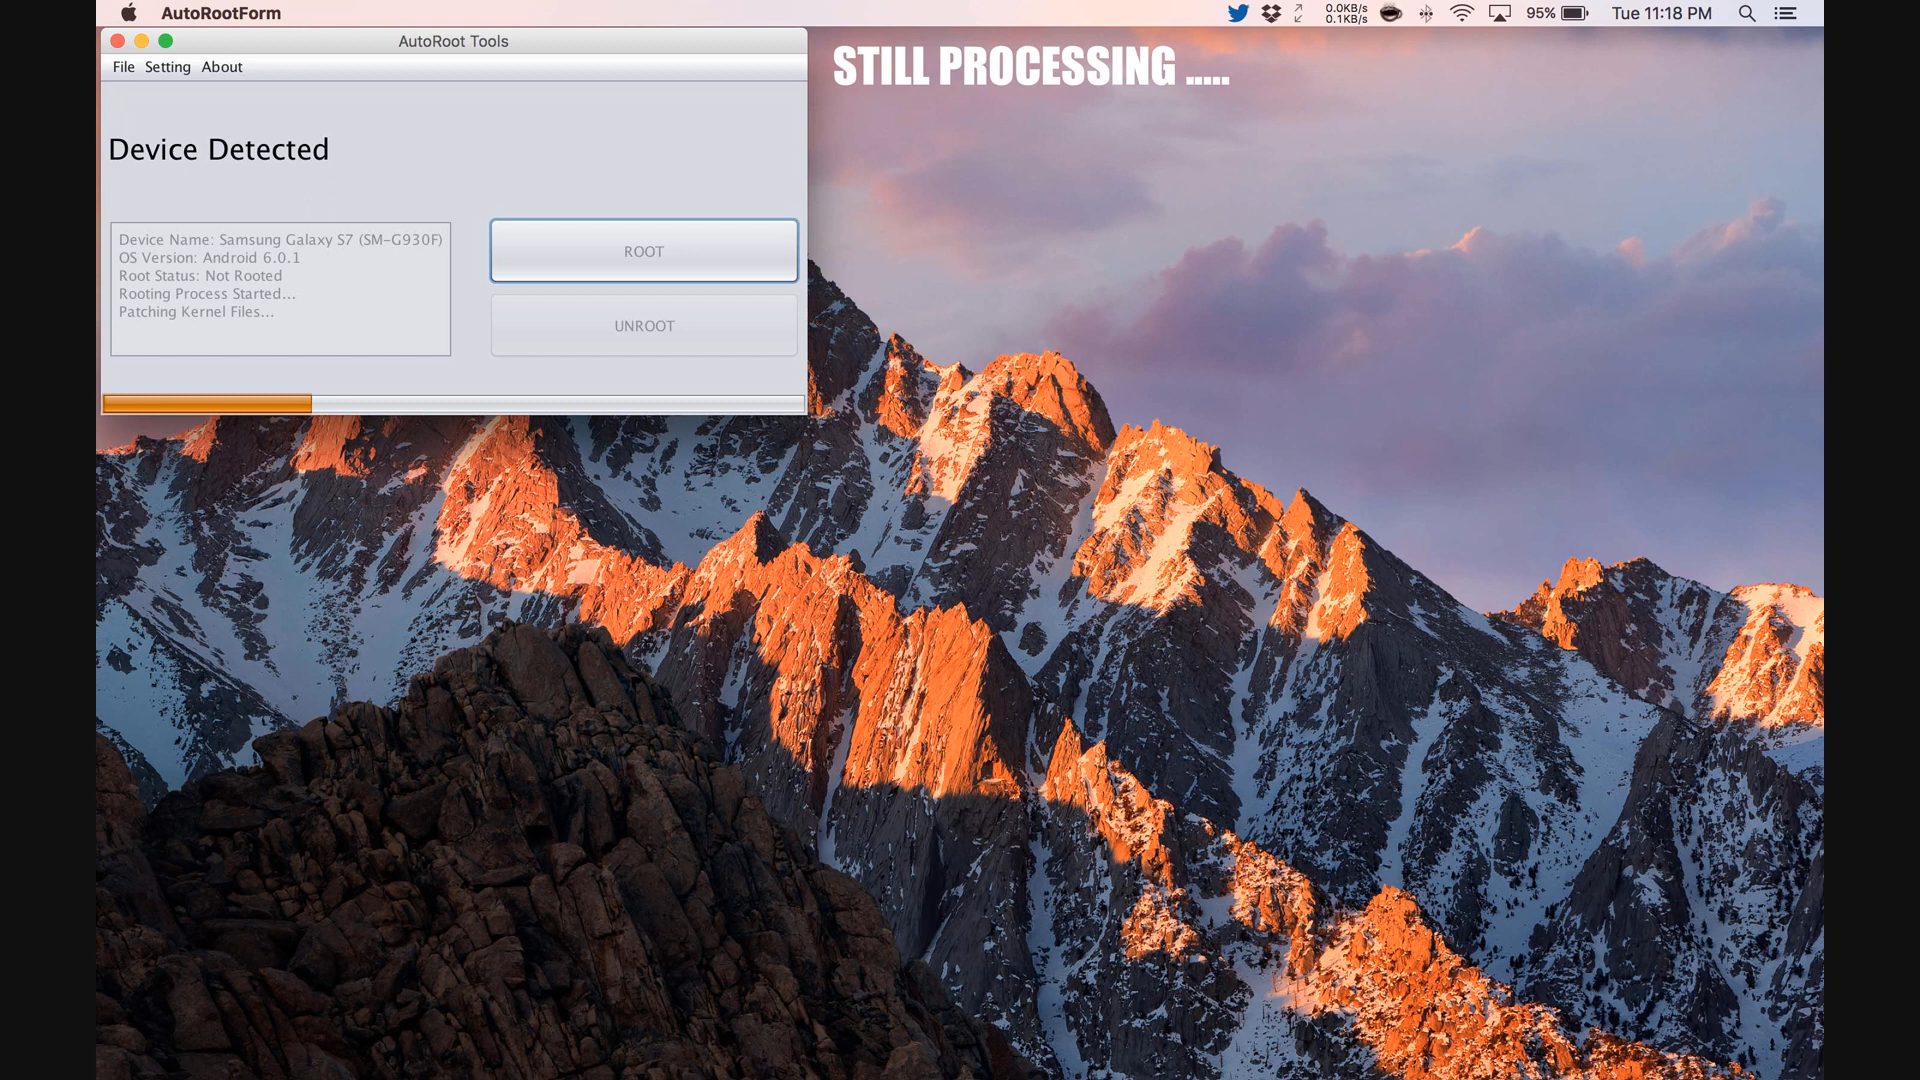 AutoRootForm
0.0KB/s
0.1KB/s
95%
Tue 11:18 PM
AutoRoot Tools
File Setting About
STILL PROCESSING .....
Device Detected
Device Name: Samsung Galaxy S7 (SM-G930F)
OS Version: Android 6.0.1
Root Status: Not Rooted
Rooting Process Started...
Patching Kernel Files...
ROOT
UNROOT